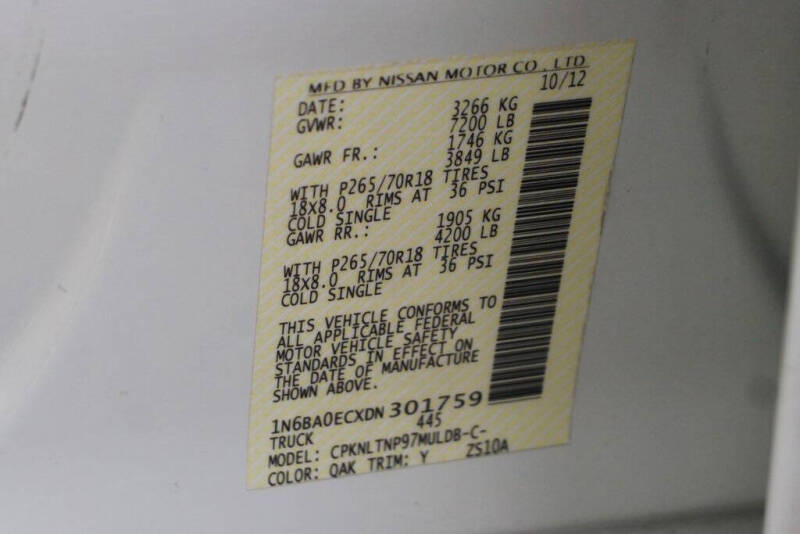 MFD BY NISSAN MOTOR CO., LTD
DATE: 10/12
GVWR: 3266 KG
7200 LB
GAWR FR.: 1746 KG
3849 LB
WITH P265/70R18 TIRES
18X8.0 RIMS AT 36 PSI
COLD SINGLE
GAWR RR.: 1905 KG
4200 LB
WITH P265/70R18 TIRES
18X8.0 RIMS AT 36 PSI
COLD SINGLE
THIS VEHICLE CONFORMS TO
ALL APPLICABLE FEDERAL
MOTOR VEHICLE SAFETY
STANDARDS IN EFFECT ON
THE DATE OF MANUFACTURE
SHOWN ABOVE.
1N6BA0ECXDN301759
TRUCK 445
MODEL: CPKNLTNP97MULDB-C-
COLOR: QAK TRIM: Y ZS10A